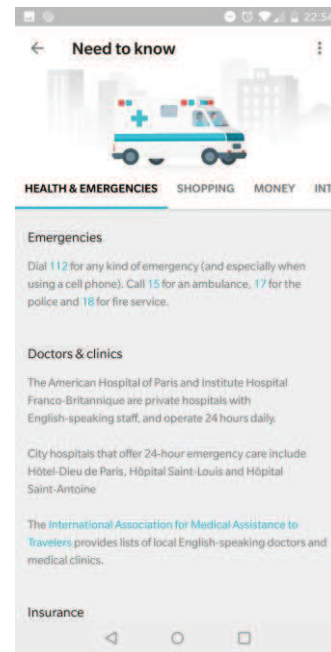 22:54
Need to know
HEALTH & EMERGENCIES SHOPPING MONEY INT
Emergencies
Dial 112 for any kind of emergency (and especially when
using a cell phone). Call 15 for an ambulance, 17 for the
police and 18 for fire service.
Doctors & clinics
The American Hospital of Paris and Institute Hospital
Franco-Britannique are private hospitals with
English-speaking staff, and operate 24 hours daily.
City hospitals that offer 24-hour emergency care include
Hôtel-Dieu de Paris, Hôpital Saint-Louis and Hôpital
Saint-Antoine
The International Association for Medical Assistance to
Travelers provides lists of local English-speaking doctors and
medical clinics.
Insurance